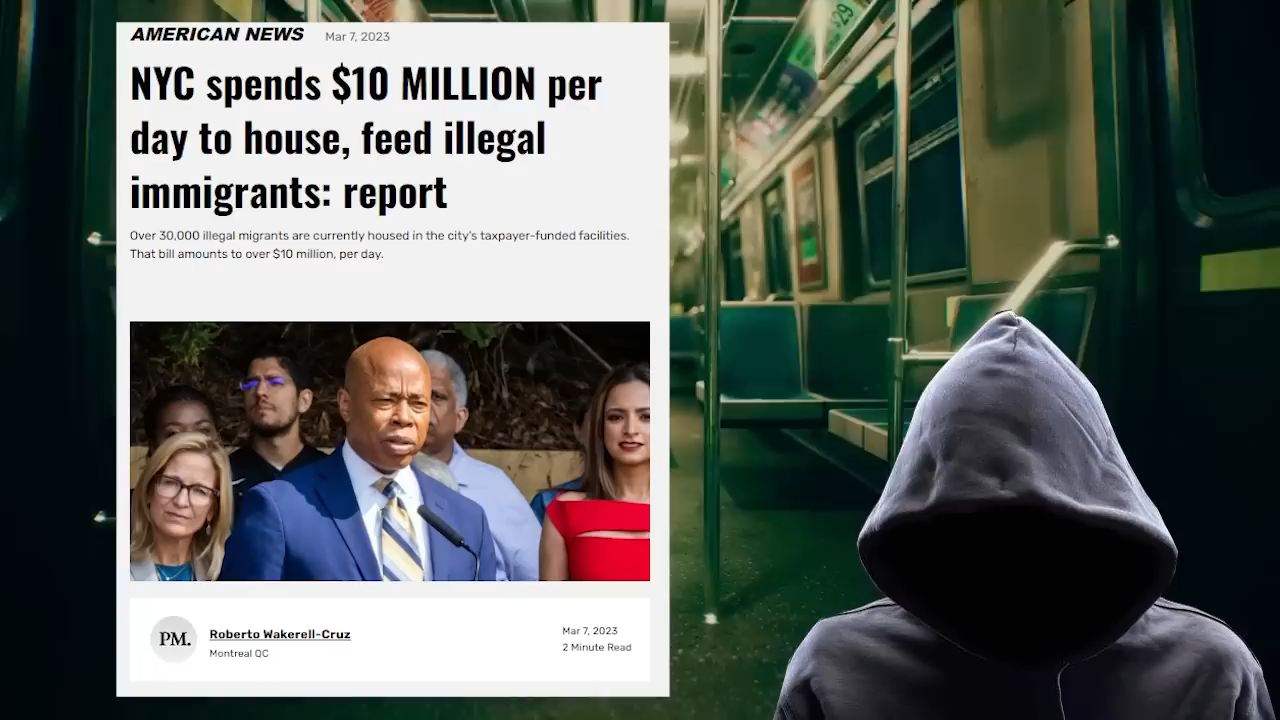 AMERICAN NEWS Mar 7, 2023
NYC spends $10 MILLION per
day to house, feed illegal
immigrants: report
Over 30,000 illegal migrants are currently housed in the city's taxpayer-funded facilities.
That bill amounts to over $10 million, per day.
PM.
Roberto Wakerell-Cruz
Montreal QC
Mar 7, 2023
2 Minute Read
$29